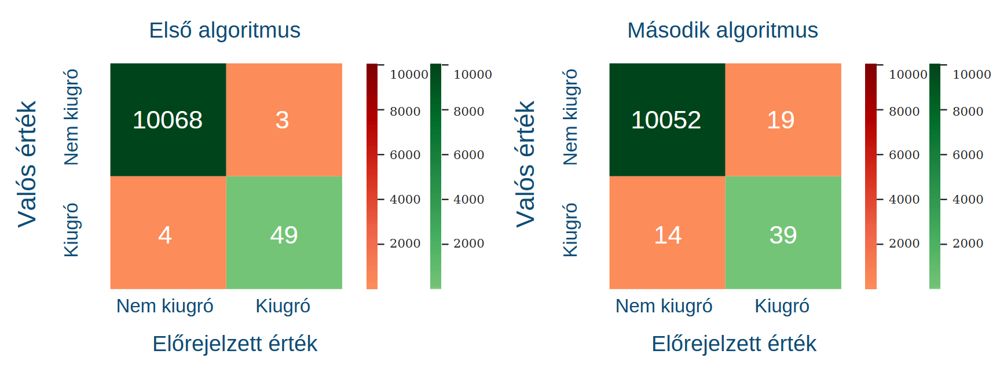 Első algoritmus
Valós érték
Nem kiugró
Kiugró
10068
3
4
49
Nem kiugró
Kiugró
Előrejelzett érték
10000
8000
6000
4000
2000
10000
8000
6000
4000
2000
Második algoritmus
Valós érték
Nem kiugró
Kiugró
10052
19
14
39
Nem kiugró
Kiugró
Előrejelzett érték
10000
8000
6000
4000
2000
10000
8000
6000
4000
2000